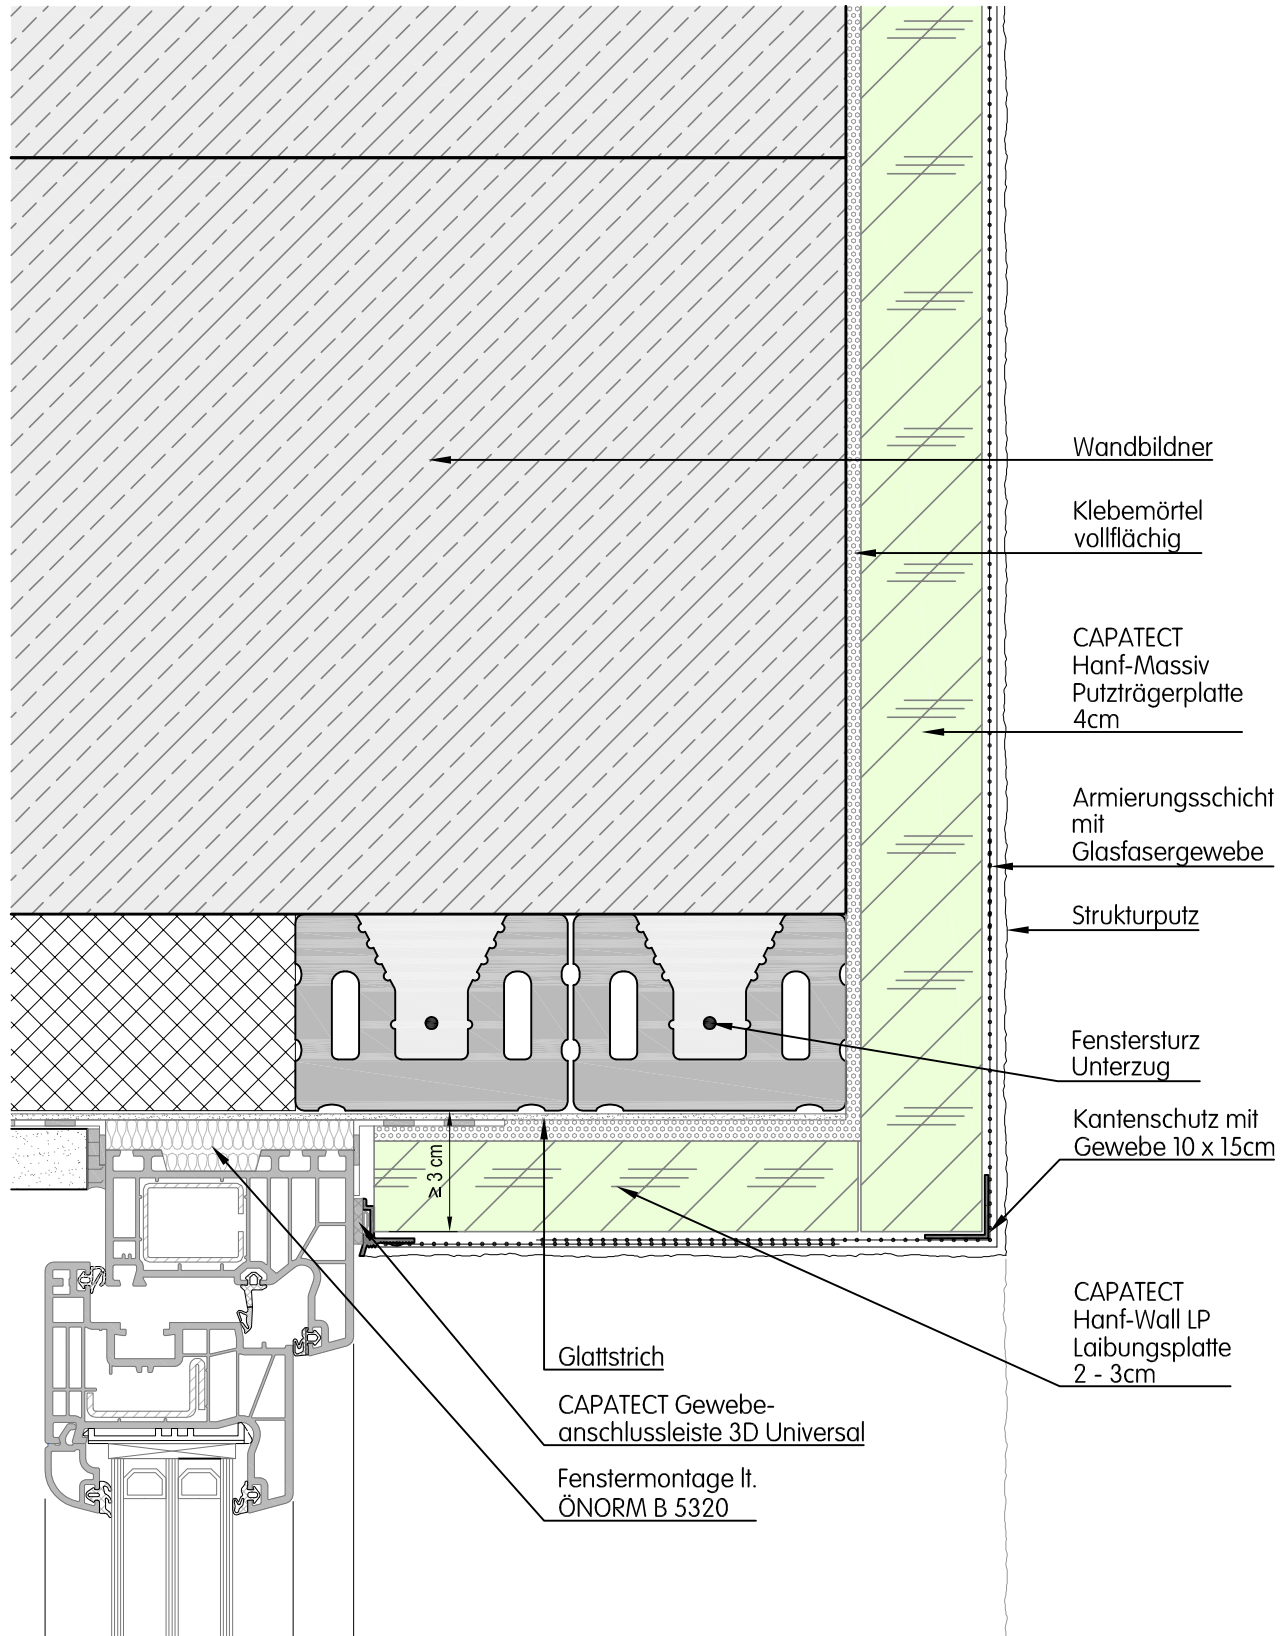 Wandbildner
Klebemörtel
vollflächig
CAPATECT
Hanf-Massiv
Putzträgerplatte
4cm
Armierungsschicht
mit
Glasfasergewebe
Strukturputz
Fenstersturz
Unterzug
Kantenschutz mit
Gewebe 10 x 15cm
≥ 3 cm
CAPATECT
Hanf-Wall LP
Laibungsplatte
2 - 3cm
Glattstrich
CAPATECT Gewebe-
anschlussleiste 3D Universal
Fenstermontage lt.
ÖNORM B 5320